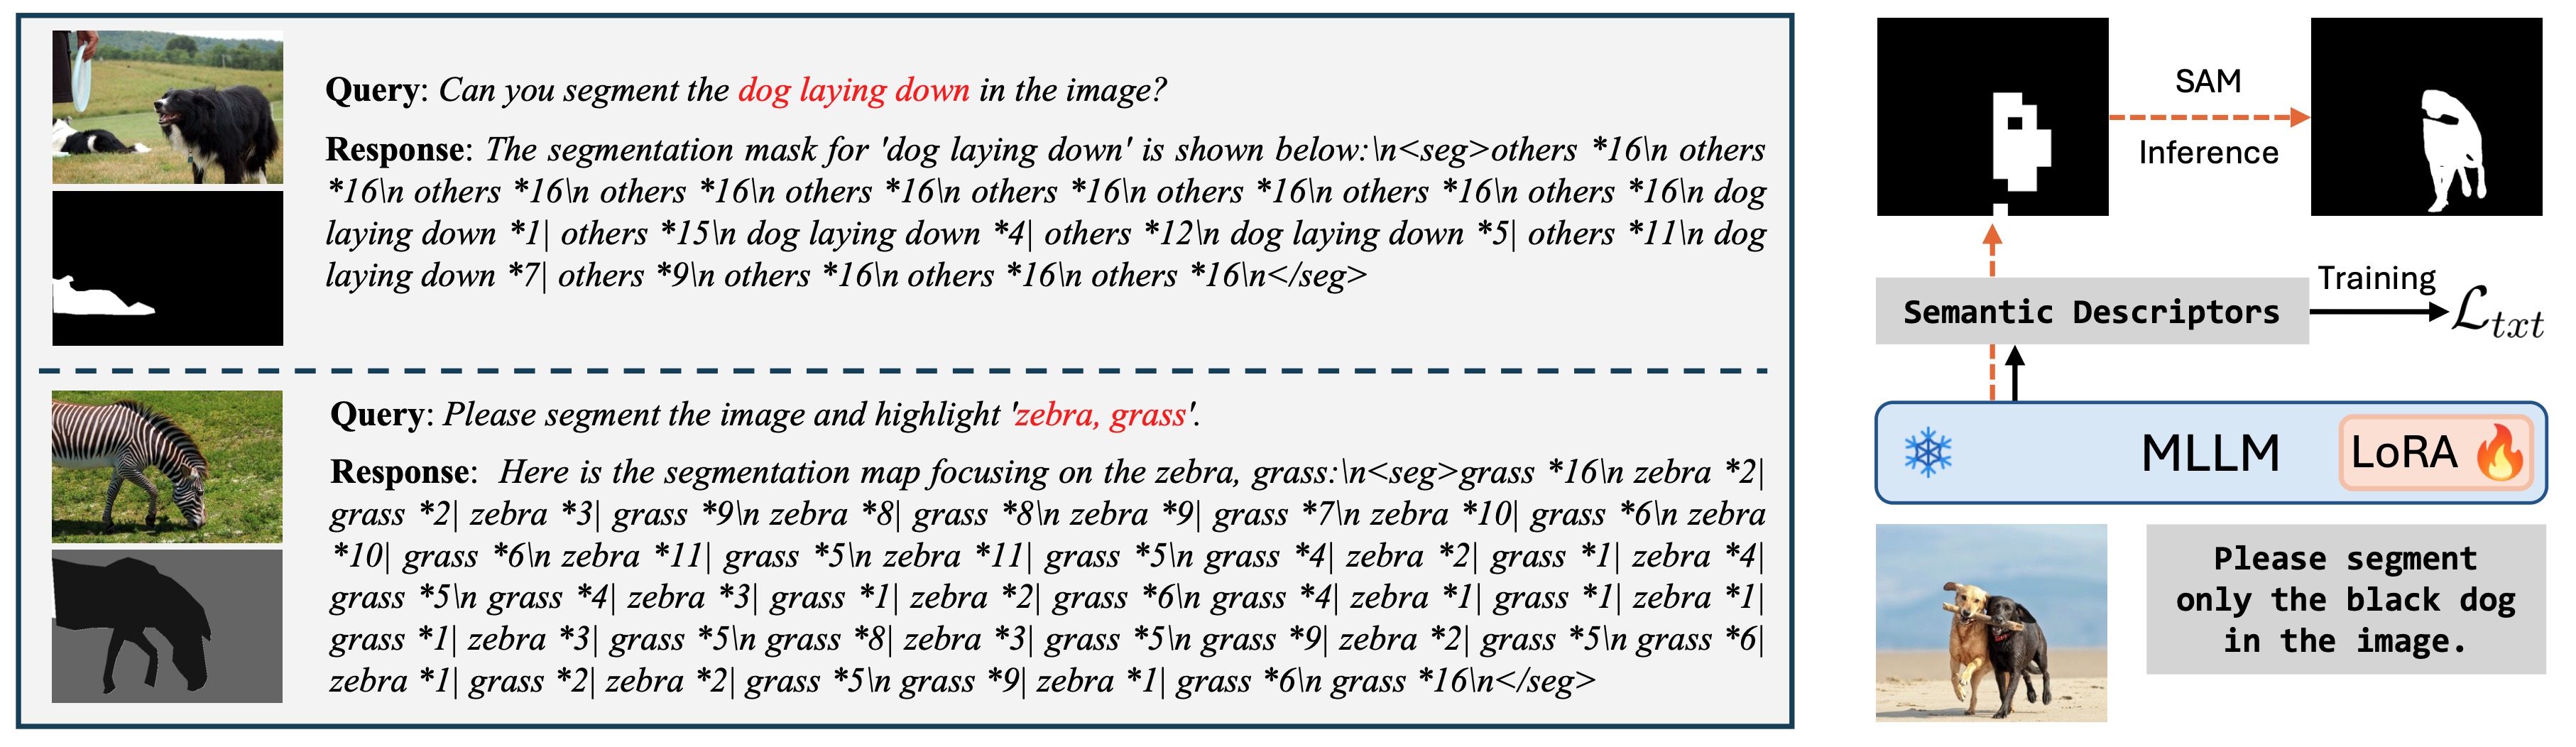 Query: Can you segment the dog laying down in the image?
Response: The segmentation mask for 'dog laying down' is shown below:\n<seg>others *16\n others
*16\n others *16\n others *16\n others *16\n others *16\n others *16\n others *16\n others *16\n dog
laying down *1| others *15\n dog laying down *4| others *12\n dog laying down *5| others *11\n dog
laying down *7| others *9\n others *16\n others *16\n others *16\n</seg>
Query: Please segment the image and highlight 'zebra, grass'.
Response: Here is the segmentation map focusing on the zebra, grass:\n<seg>grass *16\n zebra *2|
grass *2| zebra *3| grass *9\n zebra *8| grass *8\n zebra *9| grass *7\n zebra *10| grass *6\n zebra
*10| grass *6\n zebra *11| grass *5\n zebra *11| grass *5\n grass *4| zebra *2| grass *1| zebra *4|
grass *5\n grass *4| zebra *3| grass *1| zebra *2| grass *6\n grass *4| zebra *1| grass *1| zebra *1|
grass *1| zebra *3| grass *5\n grass *8| zebra *3| grass *5\n grass *9| zebra *2| grass *5\n grass *6|
zebra *1| grass *2| zebra *2| grass *5\n grass *9| zebra *1| grass *6\n grass *16\n</seg>
SAM
Inference
Semantic Descriptors
Training
ℒtxt
MLLM
LoRA
Please segment
only the black dog
in the image.